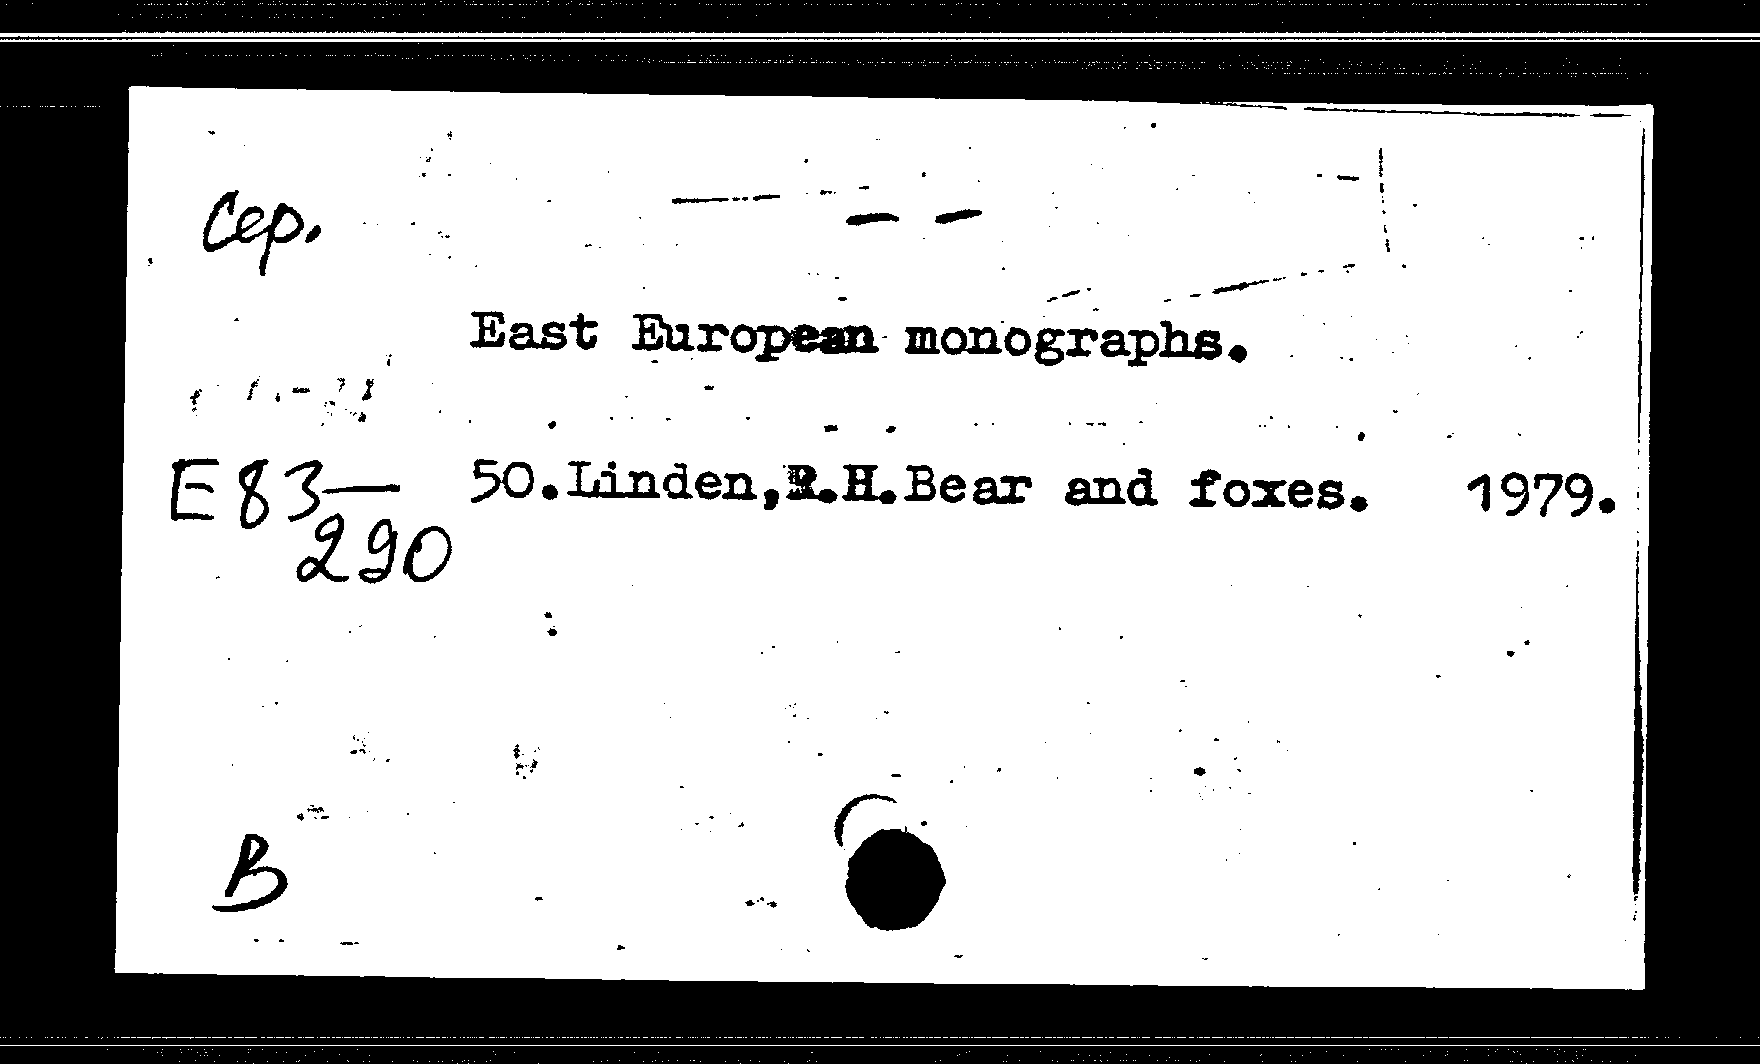 Сер.
East European monographs.
E83— 50.Linden,R.H.Bear and foxes. 1979.
290
B